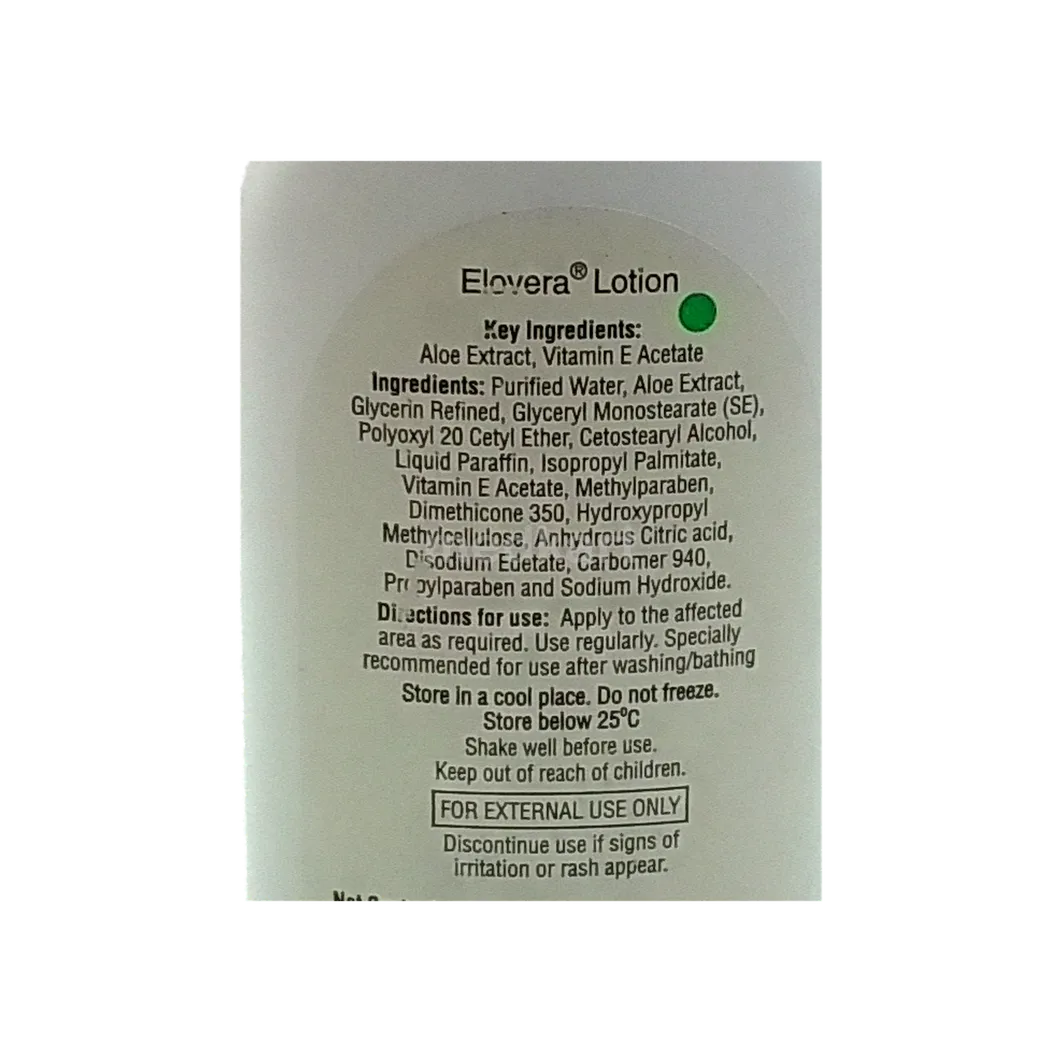 Elovera® Lotion
Key Ingredients:
Aloe Extract, Vitamin E Acetate
Ingredients: Purified Water, Aloe Extract,
Glycerin Refined, Glyceryl Monostearate (SE),
Polyoxyl 20 Cetyl Ether, Cetostearyl Alcohol,
Liquid Paraffin, Isopropyl Palmitate,
Vitamin E Acetate, Methylparaben,
Dimethicone 350, Hydroxypropyl
Methylcellulose, Anhydrous Citric acid,
Disodium Edetate, Carbomer 940,
Propylparaben and Sodium Hydroxide.
Directions for use: Apply to the affected
area as required. Use regularly. Specially
recommended for use after washing/bathing
Store in a cool place. Do not freeze.
Store below 25°C
Shake well before use.
Keep out of reach of children.
FOR EXTERNAL USE ONLY
Discontinue use if signs of
irritation or rash appear.